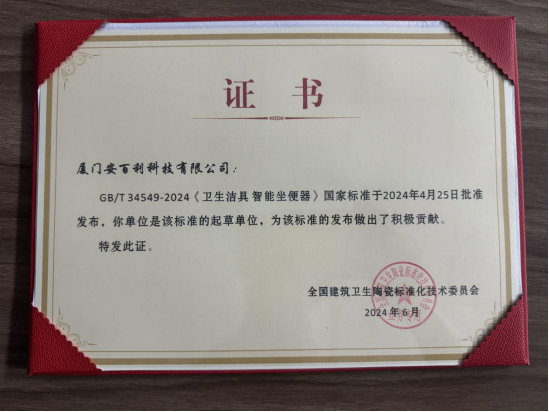 证 书
厦门安百利科技有限公司：
GB/T 34549-2024《卫生洁具 智能坐便器》国家标准于2024年4月25日批准
发布，你单位是该标准的起草单位，为该标准的发布做出了积极贡献。
特发此证。
全国建筑卫生陶瓷标准化技术委员会
2024年6月